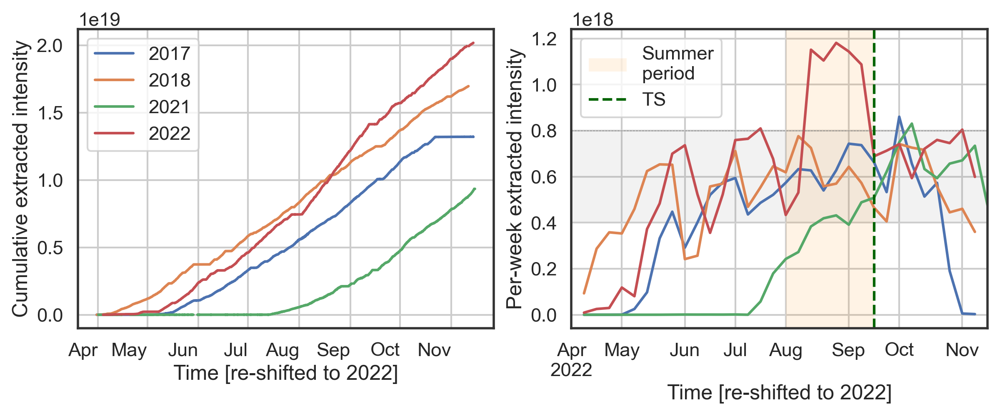 1e19
2.0
1.5
1.0
0.5
0.0
Cumulative extracted intensity
2017
2018
2021
2022
Apr May Jun Jul Aug Sep Oct Nov
Time [re-shifted to 2022]
1e18
1.2
1.0
0.8
0.6
0.4
0.2
0.0
Per-week extracted intensity
Summer
period
TS
Apr May Jun Jul Aug Sep Oct Nov
2022
Time [re-shifted to 2022]